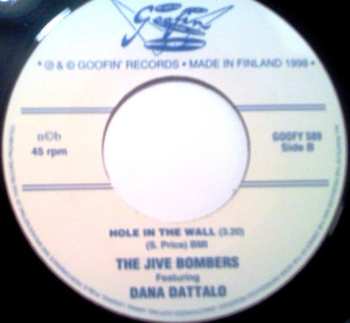 Goofin'
℗ & © GOOFIN' RECORDS • MADE IN FINLAND 1998 •
n©b
45 rpm
GOOFY 589
Side B
HOLE IN THE WALL (3.20)
(S. Price) BMI
THE JIVE BOMBERS
Featuring
DANA DATTALO